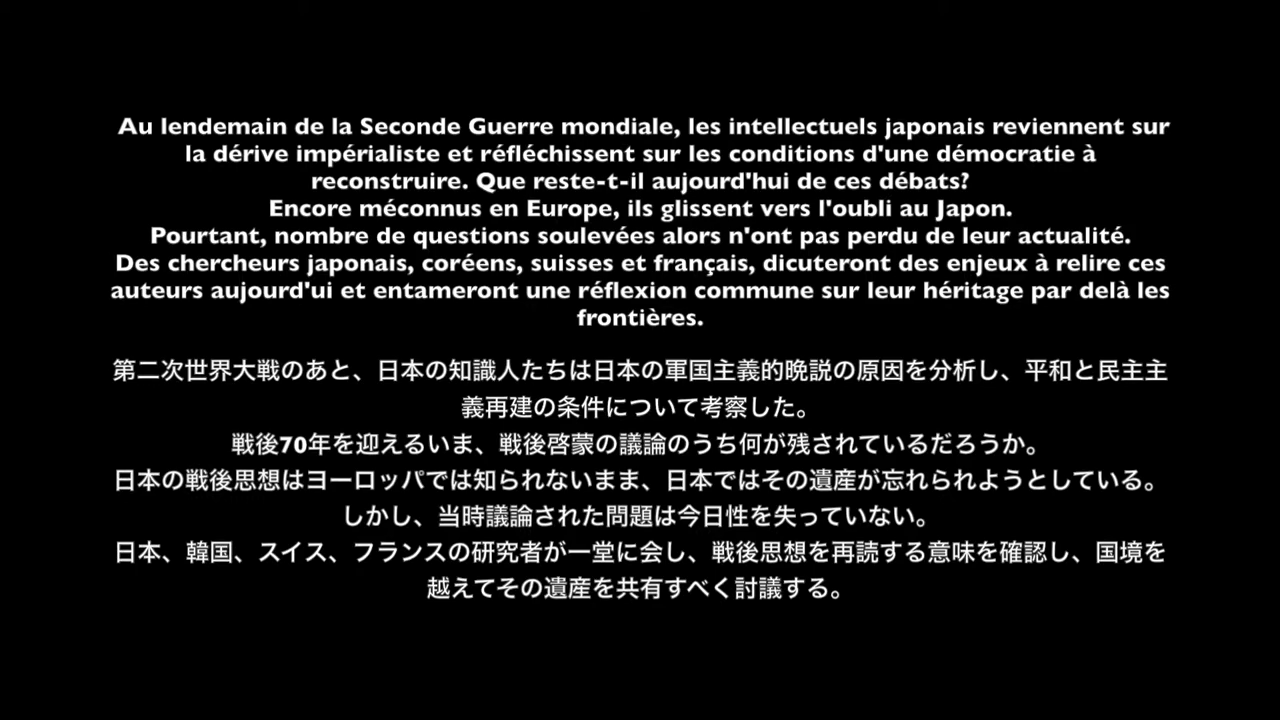 Au lendemain de la Seconde Guerre mondiale, les intellectuels japonais reviennent sur
la dérive impérialiste et réfléchissent sur les conditions d'une démocratie à
reconstruire. Que reste-t-il aujourd'hui de ces débats?
Encore méconnus en Europe, ils glissent vers l'oubli au Japon.
Pourtant, nombre de questions soulevées alors n'ont pas perdu de leur actualité.
Des chercheurs japonais, coréens, suisses et français, dicuteront des enjeux à relire ces
auteurs aujourd'ui et entameront une réflexion commune sur leur héritage par delà les
frontières.
第二次世界大戦のあと、日本の知識人たちは日本の軍国主義的晩説の原因を分析し、平和と民主主
義再建の条件について考察した。
戦後70年を迎えるいま、戦後啓蒙の議論のうち何が残されているだろうか。
日本の戦後思想はヨーロッパでは知られないまま、日本ではその遺産が忘れられようとしている。
しかし、当時議論された問題は今日性を失っていない。
日本、韓国、スイス、フランスの研究者が一堂に会し、戦後思想を再読する意味を確認し、国境を
越えてその遺産を共有すべく討議する。